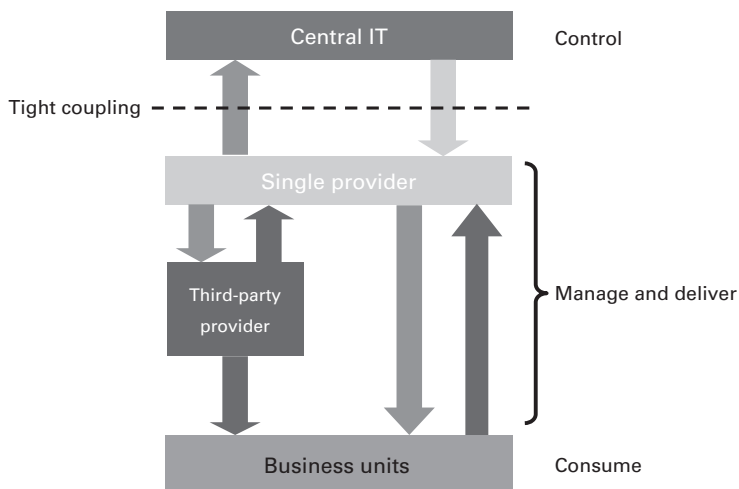 Central IT
Control
Tight coupling
Single provider
Third-party
provider
Manage and deliver
Business units
Consume